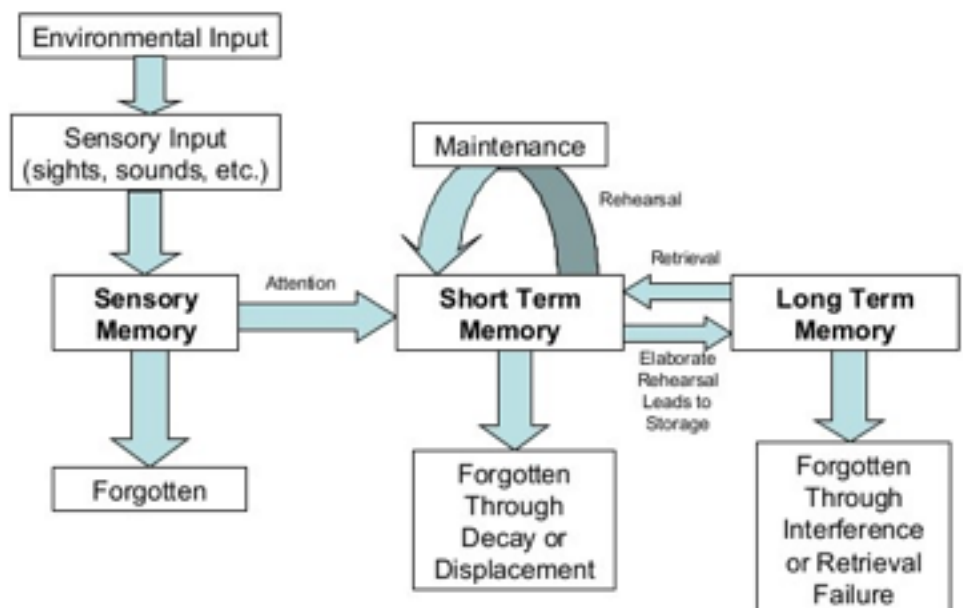 Environmental Input
Sensory Input
(sights, sounds, etc.)
Maintenance
Rehearsal
Sensory
Memory
Attention
Short Term
Memory
Retrieval
Elaborate
Rehearsal
Leads to
Storage
Long Term
Memory
Forgotten
Forgotten
Through
Decay or
Displacement
Forgotten
Through
Interference
or Retrieval
Failure